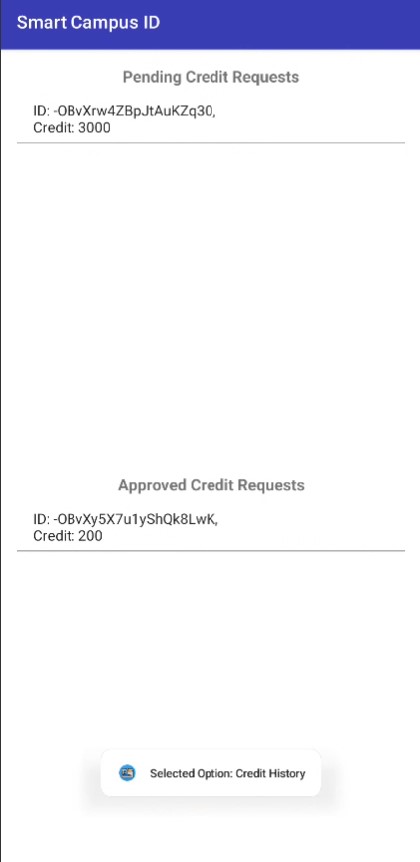 Smart Campus ID
Pending Credit Requests
ID: -OBvXrw4ZBpJtAuKZq30,
Credit: 3000
Approved Credit Requests
ID: -OBvXy5X7u1yShQk8LwK,
Credit: 200
Selected Option: Credit History